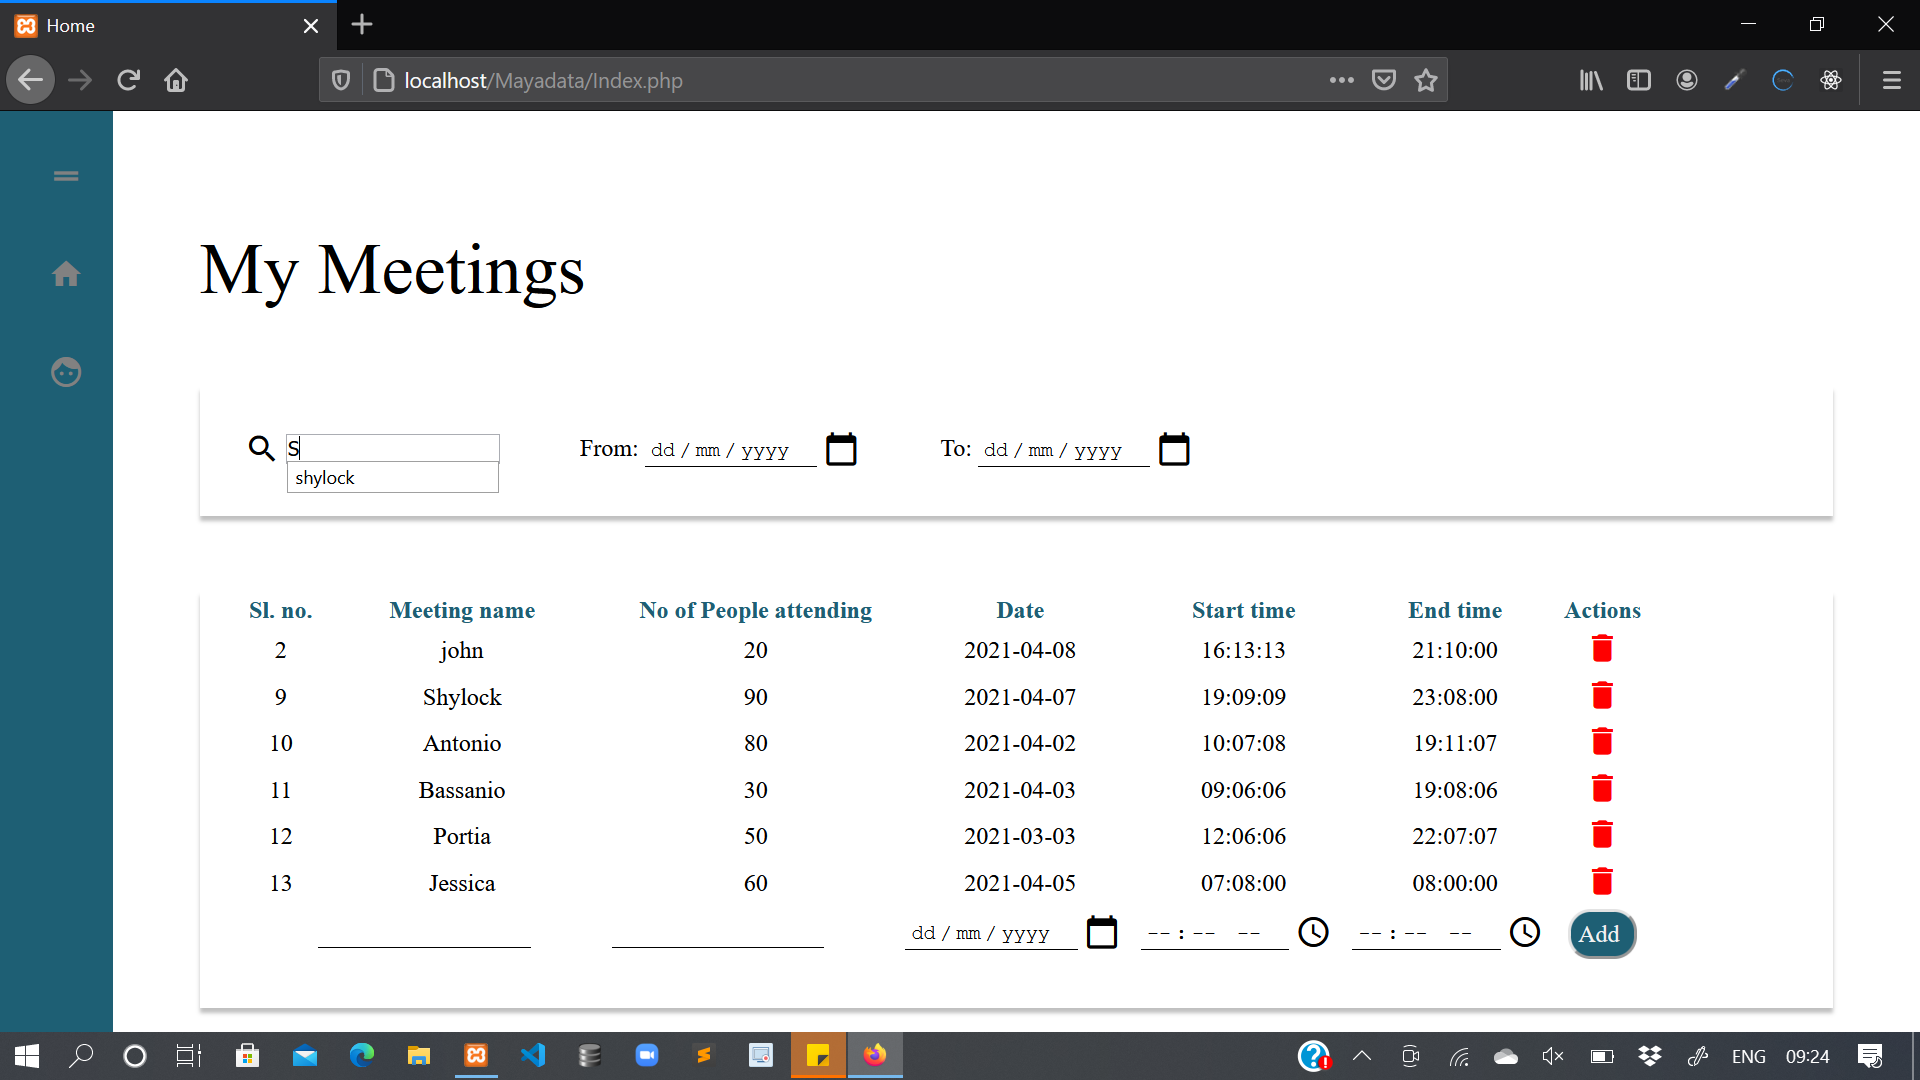 Home
localhost/Mayadata/Index.php
My Meetings
S
shylock
From: dd / mm / yyyy
To: dd / mm / yyyy
Sl. no. Meeting name No of People attending Date Start time End time Actions
2 john 20 2021-04-08 16:13:13 21:10:00
9 Shylock 90 2021-04-07 19:09:09 23:08:00
10 Antonio 80 2021-04-02 10:07:08 19:11:07
11 Bassanio 30 2021-04-03 09:06:06 19:08:06
12 Portia 50 2021-03-03 12:06:06 22:07:07
13 Jessica 60 2021-04-05 07:08:00 08:00:00
dd / mm / yyyy -- : -- -- -- : -- -- Add
ENG 09:24